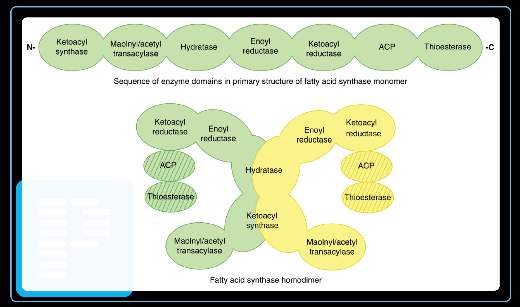 N-
Ketoacyl
synthase
Maolnyl/acetyl
transacylase
Hydratase
Enoyl
reductase
Ketoacyl
reductase
ACP
Thioesterase
-C
Sequence of enzyme domains in primary structure of fatty acid synthase monomer
Ketoacyl
reductase
Enoyl
reductase
ACP
Thioesterase
Hydratase
Ketoacyl
synthase
Maolnyl/acetyl
transacylase
Enoyl
reductase
Ketoacyl
reductase
ACP
Thioesterase
Maolnyl/acetyl
transacylase
Fatty acid synthase homodimer